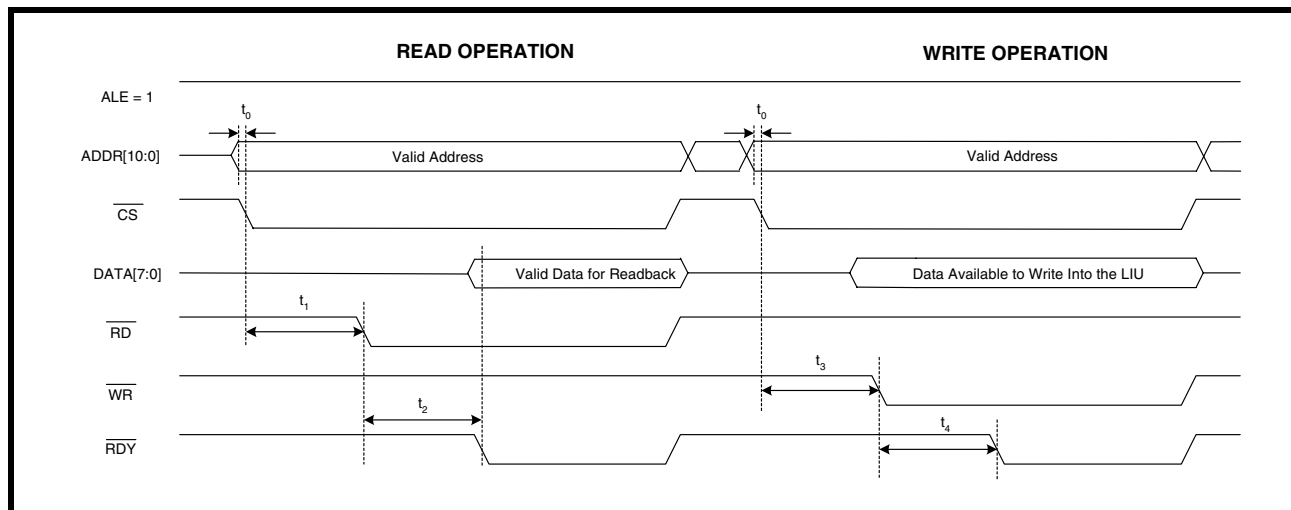 READ OPERATION WRITE OPERATION
ALE = 1
t0 t0
ADDR[10:0] Valid Address Valid Address
CS
DATA[7:0] Valid Data for Readback Data Available to Write Into the LIU
t1
RD
t3
WR
t2 t4
RDY